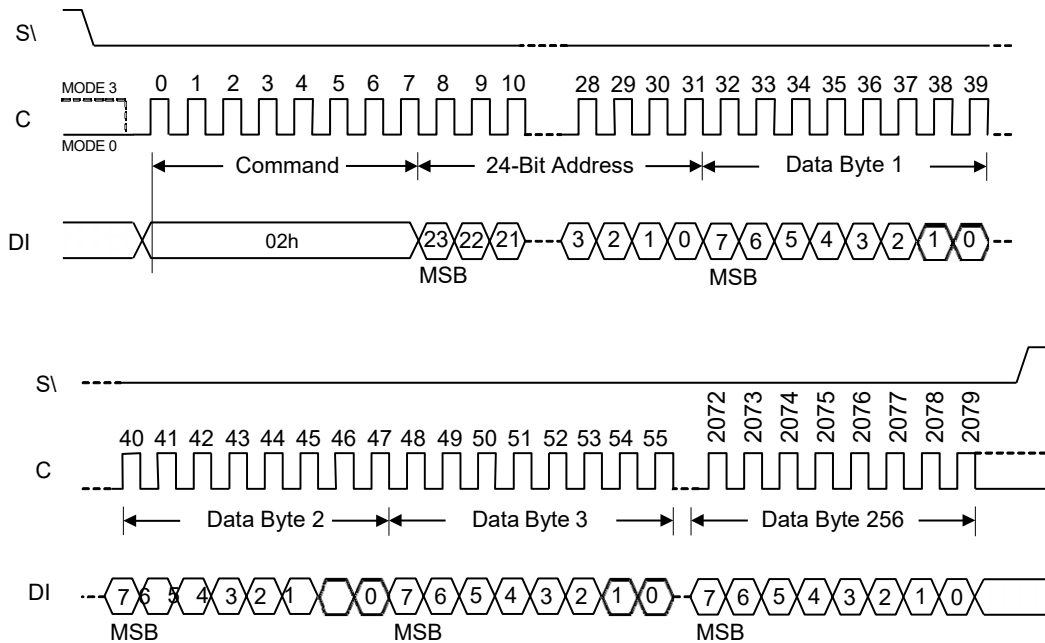 S\
MODE 3
0 1 2 3 4 5 6 7 8 9 10 28 29 30 31 32 33 34 35 36 37 38 39
C
MODE 0
Command 24-Bit Address Data Byte 1
DI 02h 23 22 21 3 2 1 0 7 6 5 4 3 2 1 0
MSB MSB
S\
40 41 42 43 44 45 46 47 48 49 50 51 52 53 54 55 2072 2073 2074 2075 2076 2077 2078 2079
C
Data Byte 2 Data Byte 3 Data Byte 256
DI 7 6 5 4 3 2 1 0 7 6 5 4 3 2 1 0 7 6 5 4 3 2 1 0
MSB MSB MSB